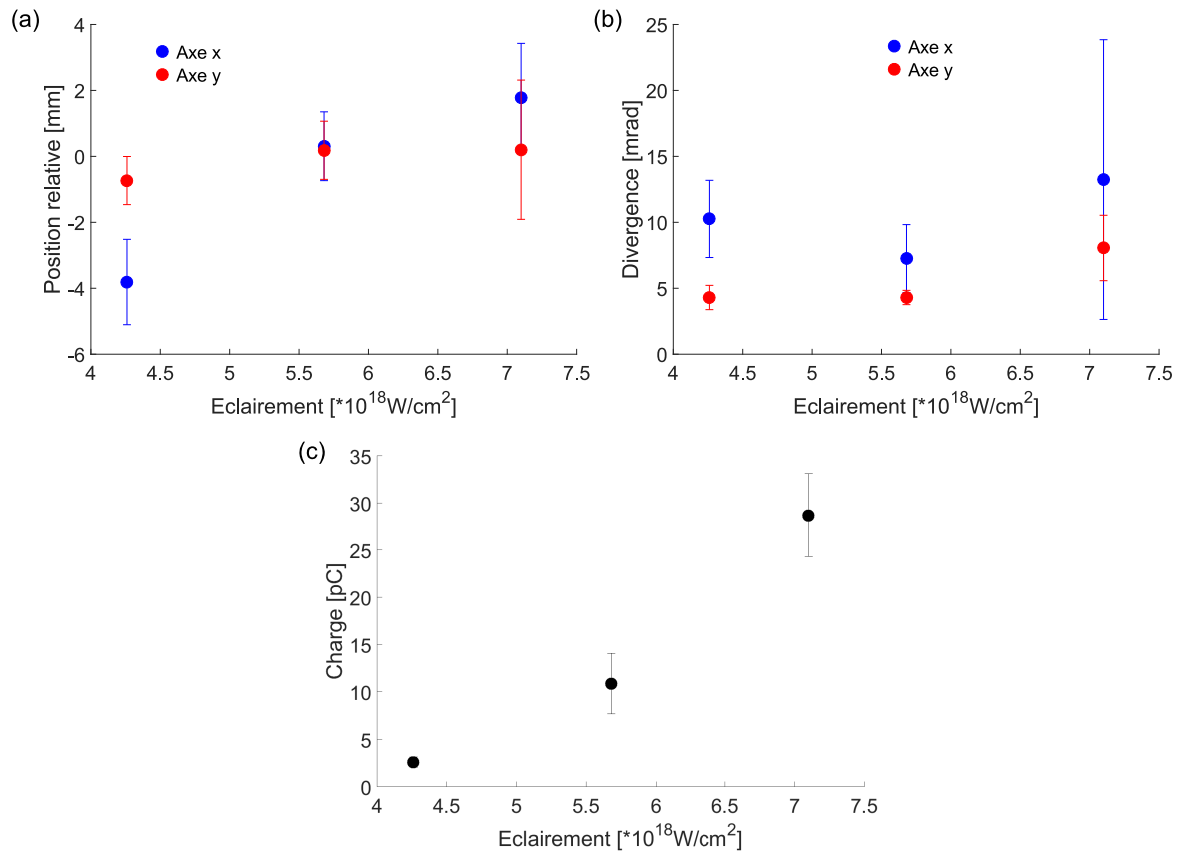 (a)
Position relative [mm]
4
2
0
-2
-4
-6
Axe x
Axe y
4 4.5 5 5.5 6 6.5 7 7.5
Eclairement [*10^18W/cm^2]
(b)
Divergence [mrad]
25
20
15
10
5
0
Axe x
Axe y
4 4.5 5 5.5 6 6.5 7 7.5
Eclairement [*10^18W/cm^2]
(c)
Charge [pC]
35
30
25
20
15
10
5
0
4 4.5 5 5.5 6 6.5 7 7.5
Eclairement [*10^18W/cm^2]